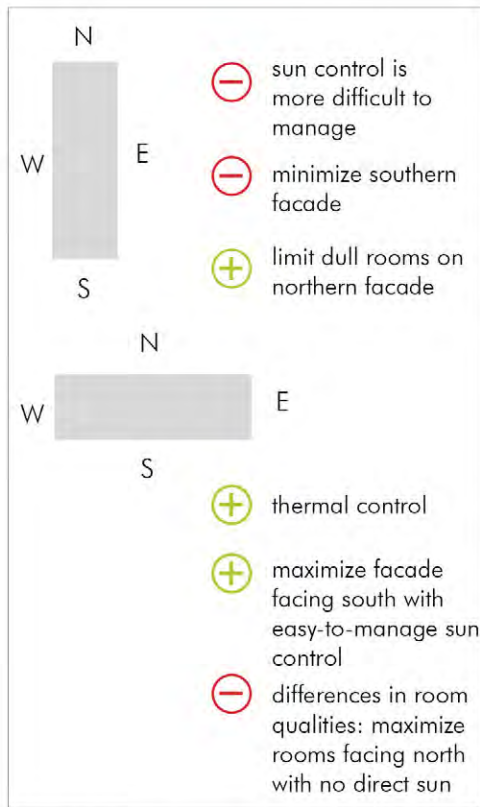 N
sun control is
more difficult to
manage
W
E
minimize southern
facade
limit dull rooms on
northern facade
S
N
W
E
S
thermal control
maximize facade
facing south with
easy-to-manage sun
control
differences in room
qualities: maximize
rooms facing north
with no direct sun